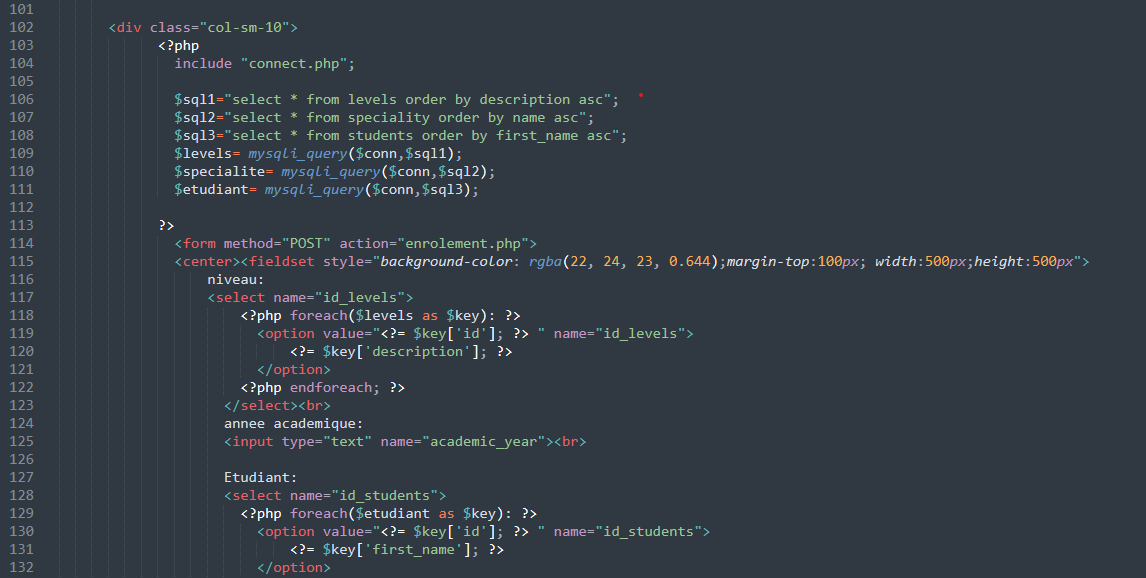 101
102 <div class="col-sm-10">
103 <?php
104 include "connect.php";
105
106 $sql1="select * from levels order by description asc";
107 $sql2="select * from speciality order by name asc";
108 $sql3="select * from students order by first_name asc";
109 $levels= mysqli_query($conn,$sql1);
110 $specialite= mysqli_query($conn,$sql2);
111 $etudiant= mysqli_query($conn,$sql3);
112
113 ?>
114 <form method="POST" action="enrolement.php">
115 <center><fieldset style="background-color: rgba(22, 24, 23, 0.644);margin-top:100px; width:500px;height:500px">
116 niveau:
117 <select name="id_levels">
118 <?php foreach($levels as $key): ?>
119 <option value="<?= $key['id']; ?> " name="id_levels">
120 <?= $key['description']; ?>
121 </option>
122 <?php endforeach; ?>
123 </select><br>
124 annee academique:
125 <input type="text" name="academic_year"><br>
126
127 Etudiant:
128 <select name="id_students">
129 <?php foreach($etudiant as $key): ?>
130 <option value="<?= $key['id']; ?> " name="id_students">
131 <?= $key['first_name']; ?>
132 </option>